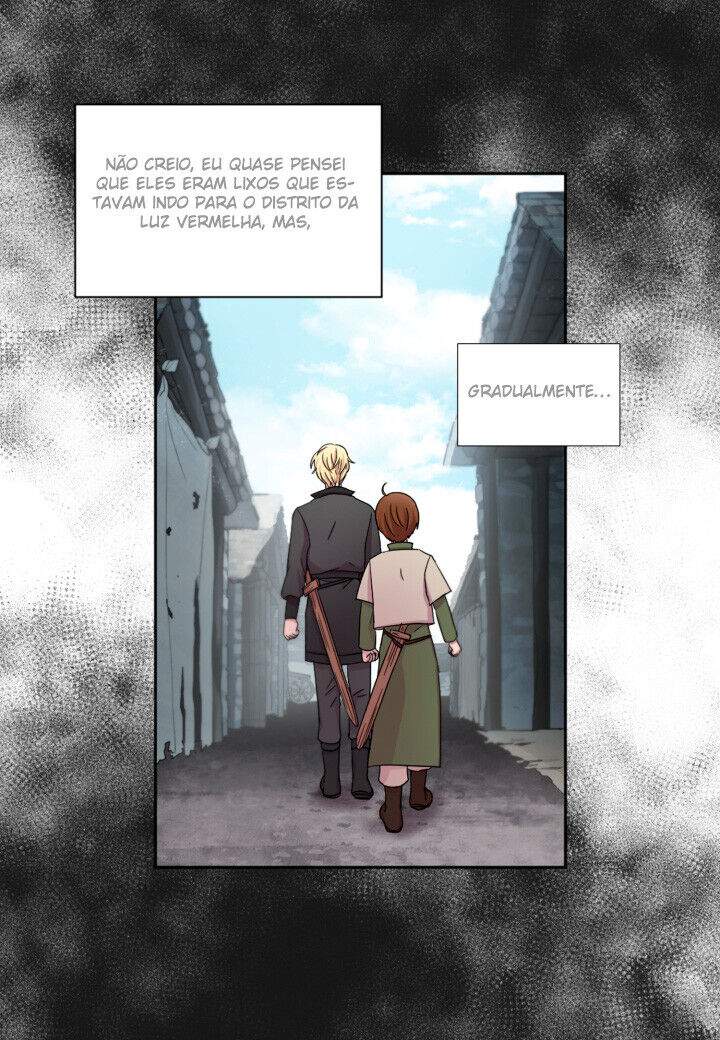 NÃO CREIO, EU QUASE PENSEI
QUE ELES ERAM LIXOS QUE ES-
TAVAM INDO PARA O DISTRITO DA
LUZ VERMELHA, MAS,
GRADUALMENTE...